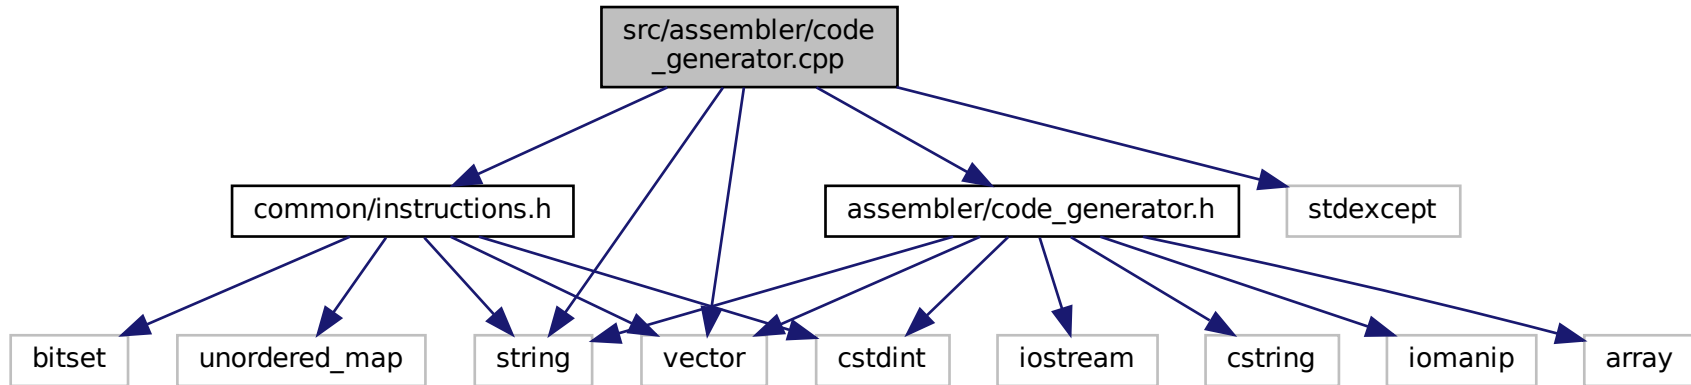 src/assembler/code
_generator.cpp
common/instructions.h
assembler/code_generator.h
stdexcept
bitset
unordered_map
string
vector
cstdint
iostream
cstring
iomanip
array